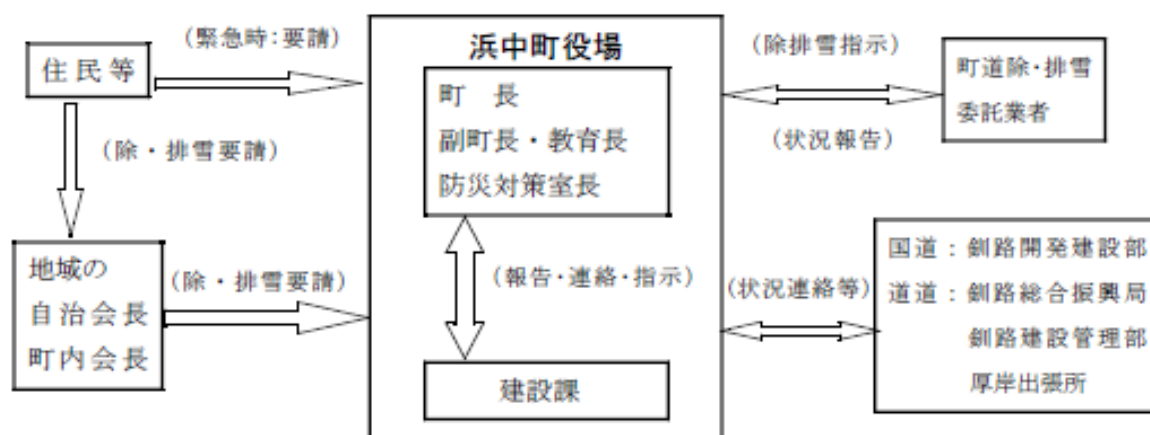 住民等
(緊急時：要請)
(除・排雪要請)
地域の
自治会長
町内会長
(除・排雪要請)
浜中町役場
町　長
副町長・教育長
防災対策室長
(報告・連絡・指示)
建設課
(除排雪指示)
(状況報告)
町道除・排雪
委託業者
(状況連絡等)
国道：釧路開発建設部
道道：釧路総合振興局
釧路建設管理部
厚岸出張所